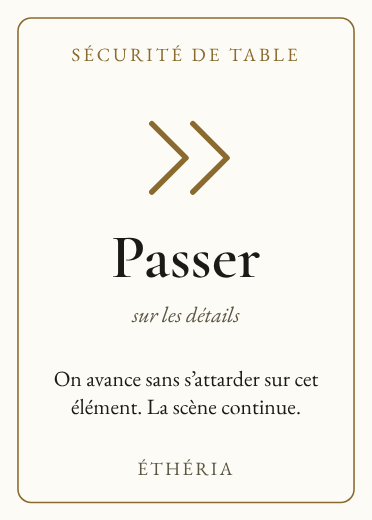 SÉCURITÉ DE TABLE
Passer
sur les détails
On avance sans s’attarder sur cet
élément. La scène continue.
ÉTHÉRIA